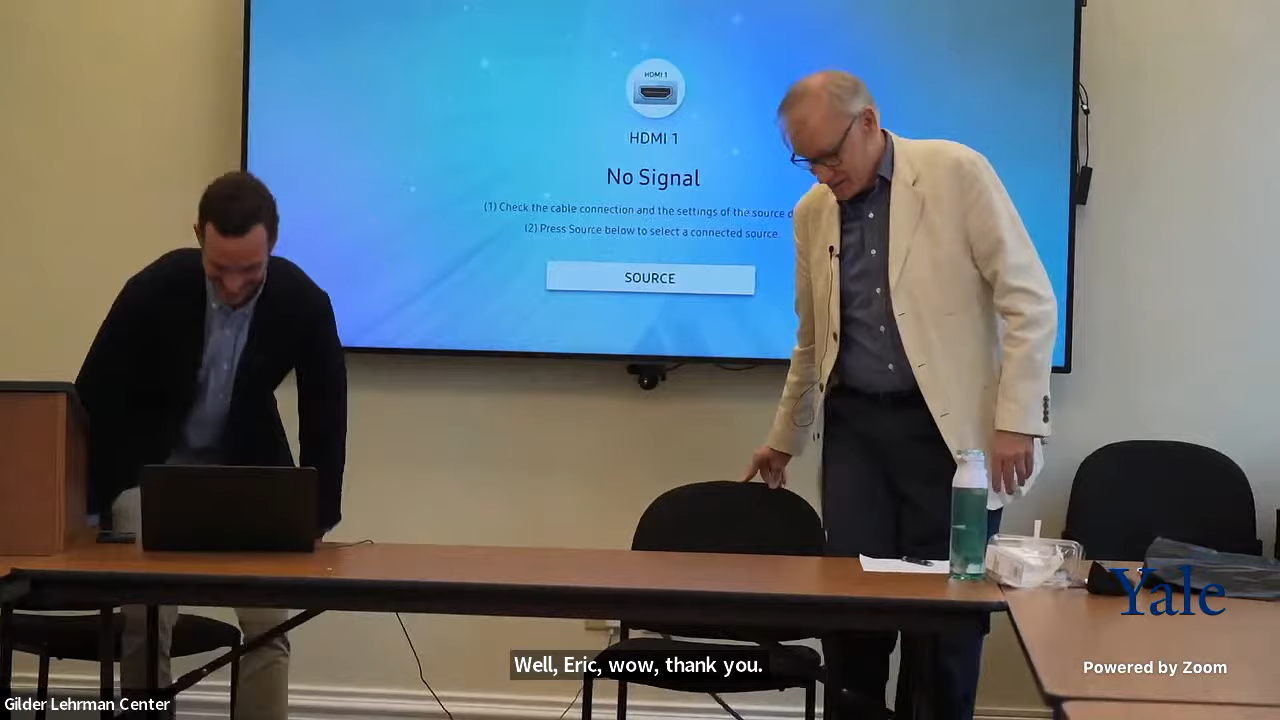 HDMI 1
HDMI 1
No Signal
(1) Check the cable connection and the settings of the source d
(2) Press Source below to select a connected source.
SOURCE
Yale
Well, Eric, wow, thank you.
Powered by Zoom
Gilder Lehrman Center